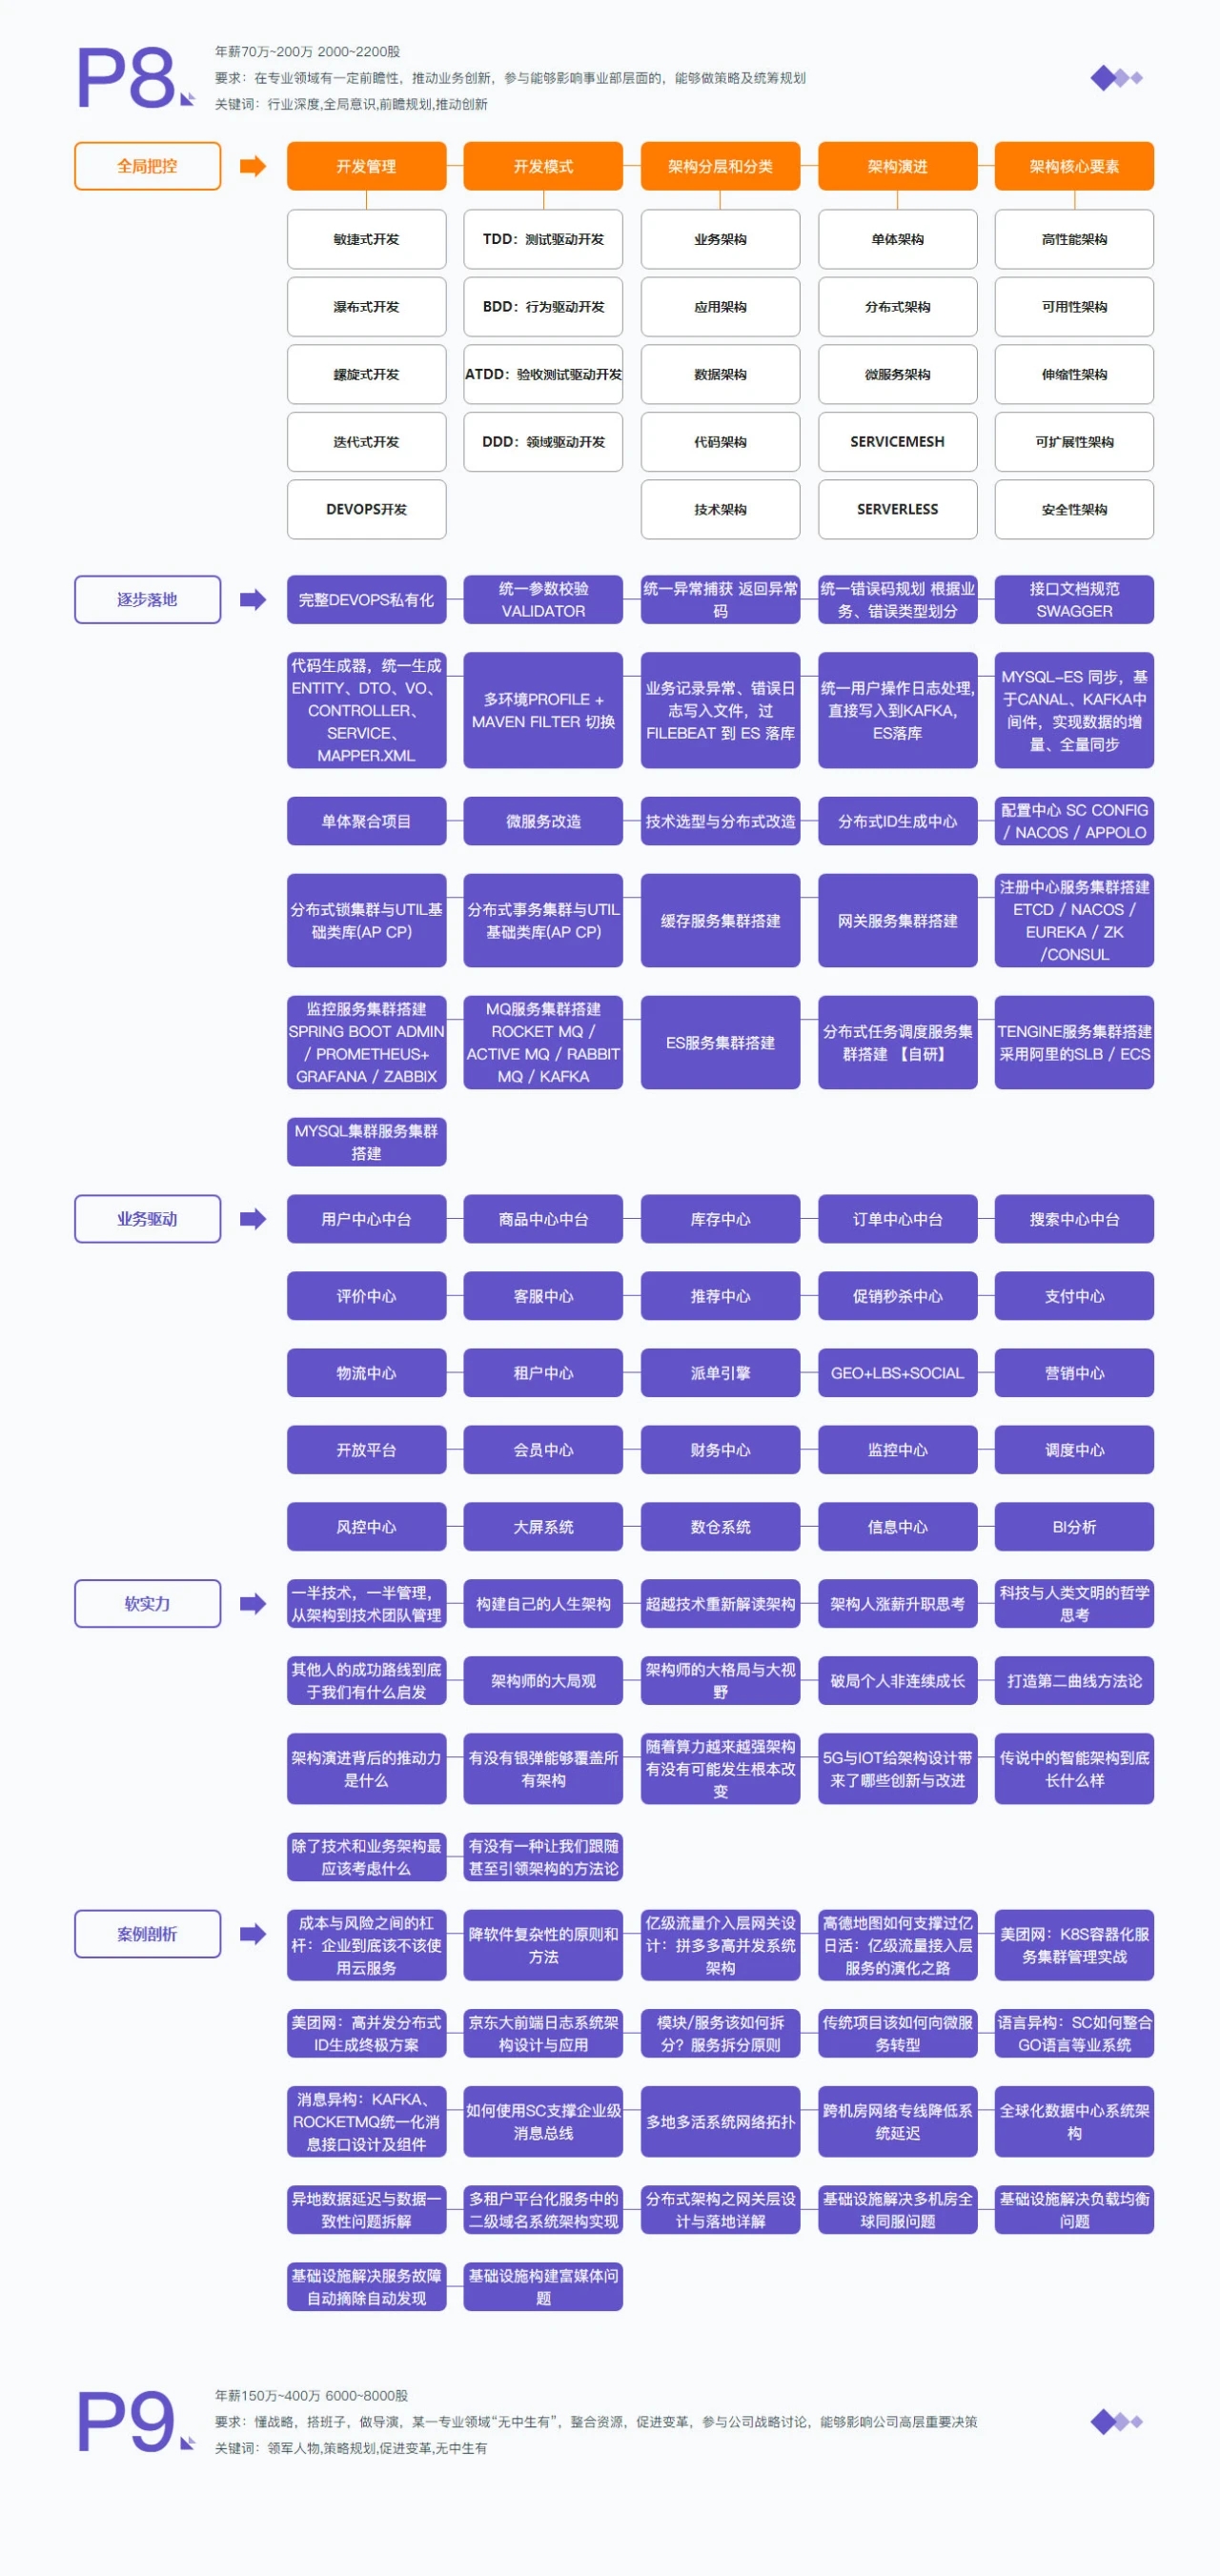 P8
年薪70万~200万 2000~2200股
要求：在专业领域有一定前瞻性，推动业务创新，参与能够影响事业部层面的，能够做策略及统筹规划
关键词：行业深度,全局意识,前瞻规划,推动创新
全局把控
开发管理
开发模式
架构分层和分类
架构演进
架构核心要素
敏捷式开发
TDD：测试驱动开发
业务架构
单体架构
高性能架构
瀑布式开发
BDD：行为驱动开发
应用架构
分布式架构
可用性架构
螺旋式开发
ATDD：验收测试驱动开发
数据架构
微服务架构
伸缩性架构
迭代式开发
DDD：领域驱动开发
代码架构
SERVICEMESH
可扩展性架构
DEVOPS开发
技术架构
SERVERLESS
安全性架构
逐步落地
完整DEVOPS私有化
统一参数校验
VALIDATOR
统一异常捕获 返回异常
码
统一错误码规划 根据业
务、错误类型划分
接口文档规范
SWAGGER
代码生成器，统一生成
ENTITY、DTO、VO、
CONTROLLER、
SERVICE、
MAPPER.XML
多环境PROFILE +
MAVEN FILTER 切换
业务记录异常、错误日
志写入文件，过
FILEBEAT 到 ES 落库
统一用户操作日志处理,
直接写入到KAFKA，
ES落库
MYSQL-ES 同步，基
于CANAL、KAFKA中
间件，实现数据的增
量、全量同步
单体聚合项目
微服务改造
技术选型与分布式改造
分布式ID生成中心
配置中心 SC CONFIG
/ NACOS / APPOLO
分布式锁集群与UTIL基
础类库(AP CP)
分布式事务集群与UTIL
基础类库(AP CP)
缓存服务集群搭建
网关服务集群搭建
注册中心服务集群搭建
ETCD / NACOS /
EUREKA / ZK
/CONSUL
监控服务集群搭建
SPRING BOOT ADMIN
/ PROMETHEUS+
GRAFANA / ZABBIX
MQ服务集群搭建
ROCKET MQ /
ACTIVE MQ / RABBIT
MQ / KAFKA
ES服务集群搭建
分布式任务调度服务集
群搭建 【自研】
TENGINE服务集群搭建
采用阿里的SLB / ECS
MYSQL集群服务集群
搭建
业务驱动
用户中心中台
商品中心中台
库存中心
订单中心中台
搜索中心中台
评价中心
客服中心
推荐中心
促销秒杀中心
支付中心
物流中心
租户中心
派单引擎
GEO+LBS+SOCIAL
营销中心
开放平台
会员中心
财务中心
监控中心
调度中心
风控中心
大屏系统
数仓系统
信息中心
BI分析
软实力
一半技术，一半管理，
从架构到技术团队管理
构建自己的人生架构
超越技术重新解读架构
架构人涨薪升职思考
科技与人类文明的哲学
思考
其他人的成功路线到底
于我们有什么启发
架构师的大局观
架构师的大格局与大视
野
破局个人非连续成长
打造第二曲线方法论
架构演进背后的推动力
是什么
有没有银弹能够覆盖所
有架构
随着算力越来越强架构
有没有可能发生根本改
变
5G与IOT给架构设计带
来了哪些创新与改进
传说中的智能架构到底
长什么样
除了技术和业务架构最
应该考虑什么
有没有一种让我们跟随
甚至引领架构的方法论
案例剖析
成本与风险之间的杠
杆：企业到底该不该使
用云服务
降软件复杂性的原则和
方法
亿级流量介入层网关设
计：拼多多高并发系统
架构
高德地图如何支撑过亿
日活：亿级流量接入层
服务的演化之路
美团网：K8S容器化服
务集群管理实战
美团网：高并发分布式
ID生成终极方案
京东大前端日志系统架
构设计与应用
模块/服务该如何拆
分？服务拆分原则
传统项目该如何向微服
务转型
语言异构：SC如何整合
GO语言等业系统
消息异构：KAFKA、
ROCKETMQ统一化消
息接口设计及组件
如何使用SC支撑企业级
消息总线
多地多活系统网络拓扑
跨机房网络专线降低系
统延迟
全球化数据中心系统架
构
异地数据延迟与数据一
致性问题拆解
多租户平台化服务中的
二级域名系统架构实现
分布式架构之网关层设
计与落地详解
基础设施解决多机房全
球同服问题
基础设施解决负载均衡
问题
基础设施解决服务故障
自动摘除自动发现
基础设施构建富媒体问
题
P9
年薪150万~400万 6000~8000股
要求：懂战略，搭班子，做导演，某一专业领域“无中生有”，整合资源，促进变革，参与公司战略讨论，能够影响公司高层重要决策
关键词：领军人物,策略规划,促进变革,无中生有